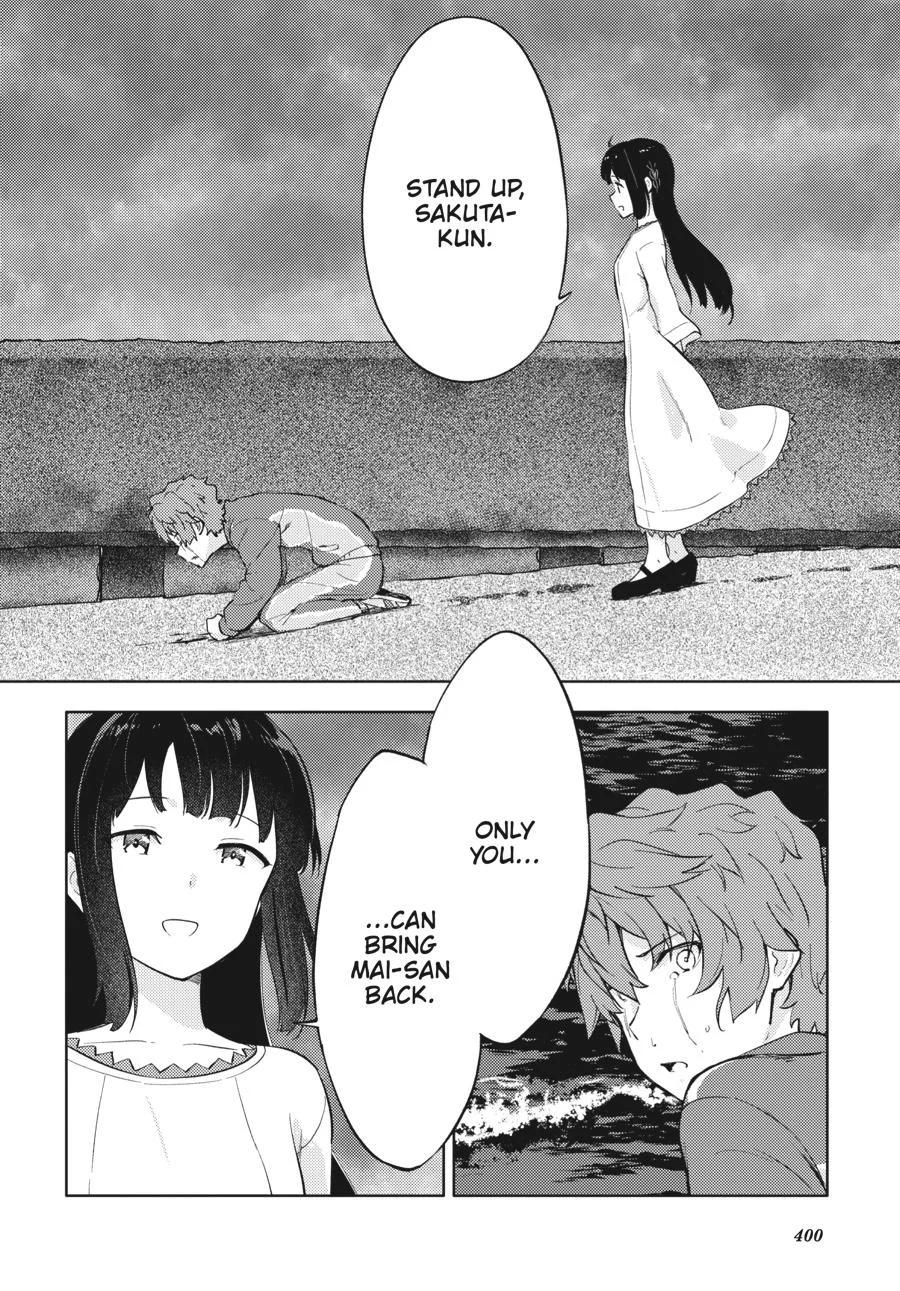 STAND UP,
SAKUTA-
KUN.
ONLY
YOU...
...CAN
BRING
MAI-SAN
BACK.
400